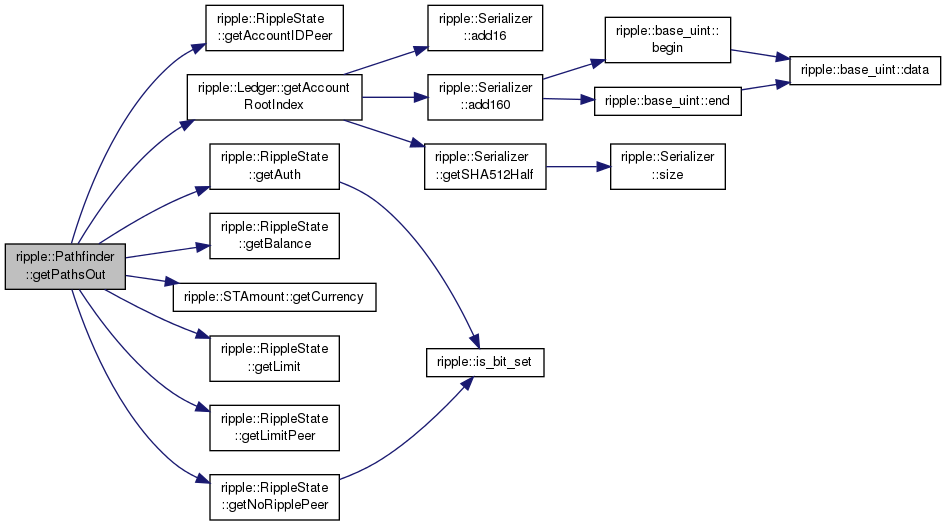 ripple::RippleState
::getAccountIDPeer
ripple::Serializer
::add16
ripple::base_uint::
begin
ripple::base_uint::data
ripple::Ledger::getAccount
RootIndex
ripple::Serializer
::add160
ripple::base_uint::end
ripple::RippleState
::getAuth
ripple::Serializer
::getSHA512Half
ripple::Serializer
::size
ripple::Pathfinder
::getPathsOut
ripple::RippleState
::getBalance
ripple::STAmount::getCurrency
ripple::RippleState
::getLimit
ripple::is_bit_set
ripple::RippleState
::getLimitPeer
ripple::RippleState
::getNoRipplePeer